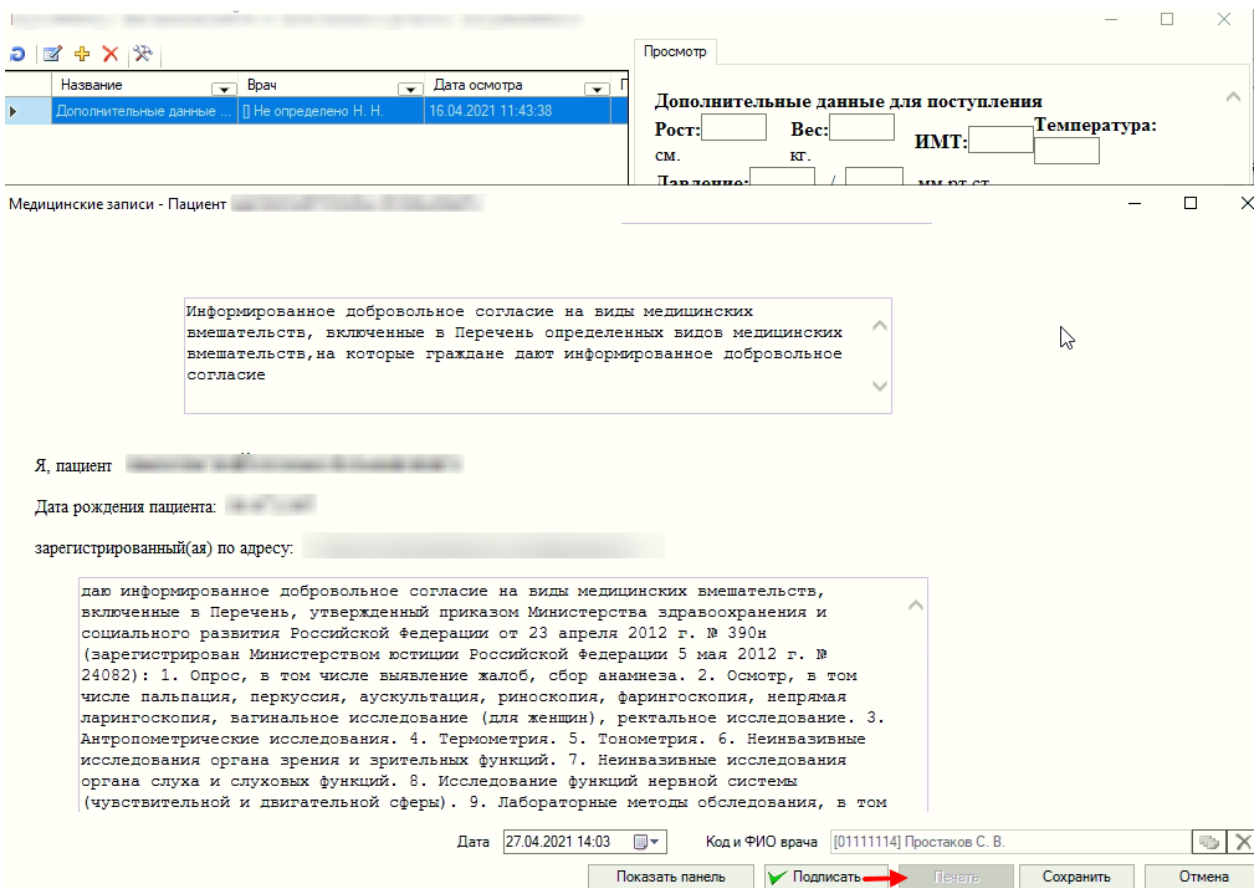 Просмотр
Название Врач Дата осмотра П
Дополнительные данные ... [] Не определено Н. Н. 16.04.2021 11:43:38
Дополнительные данные для поступления
Рост: Вес: ИМТ: Температура:
см. кг.
Давление: / мм рт ст
Медицинские записи - Пациент
Информированное добровольное согласие на виды медицинских
вмешательств, включенные в Перечень определенных видов медицинских
вмешательств,на которые граждане дают информированное добровольное
согласие
Я, пациент
Дата рождения пациента:
зарегистрированный(ая) по адресу:
даю информированное добровольное согласие на виды медицинских вмешательств,
включенные в Перечень, утвержденный приказом Министерства здравоохранения и
социального развития Российской Федерации от 23 апреля 2012 г. № 390н
(зарегистрирован Министерством юстиции Российской Федерации 5 мая 2012 г. №
24082): 1. Опрос, в том числе выявление жалоб, сбор анамнеза. 2. Осмотр, в том
числе пальпация, перкуссия, аускультация, риноскопия, фарингоскопия, непрямая
ларингоскопия, вагинальное исследование (для женщин), ректальное исследование. 3.
Антропометрические исследования. 4. Термометрия. 5. Тонометрия. 6. Неинвазивные
исследования органа зрения и зрительных функций. 7. Неинвазивные исследования
органа слуха и слуховых функций. 8. Исследование функций нервной системы
(чувствительной и двигательной сферы). 9. Лабораторные методы обследования, в том
Дата 27.04.2021 14:03 Код и ФИО врача [01111114] Простаков С. В.
Показать панель Подписать Печать Сохранить Отмена